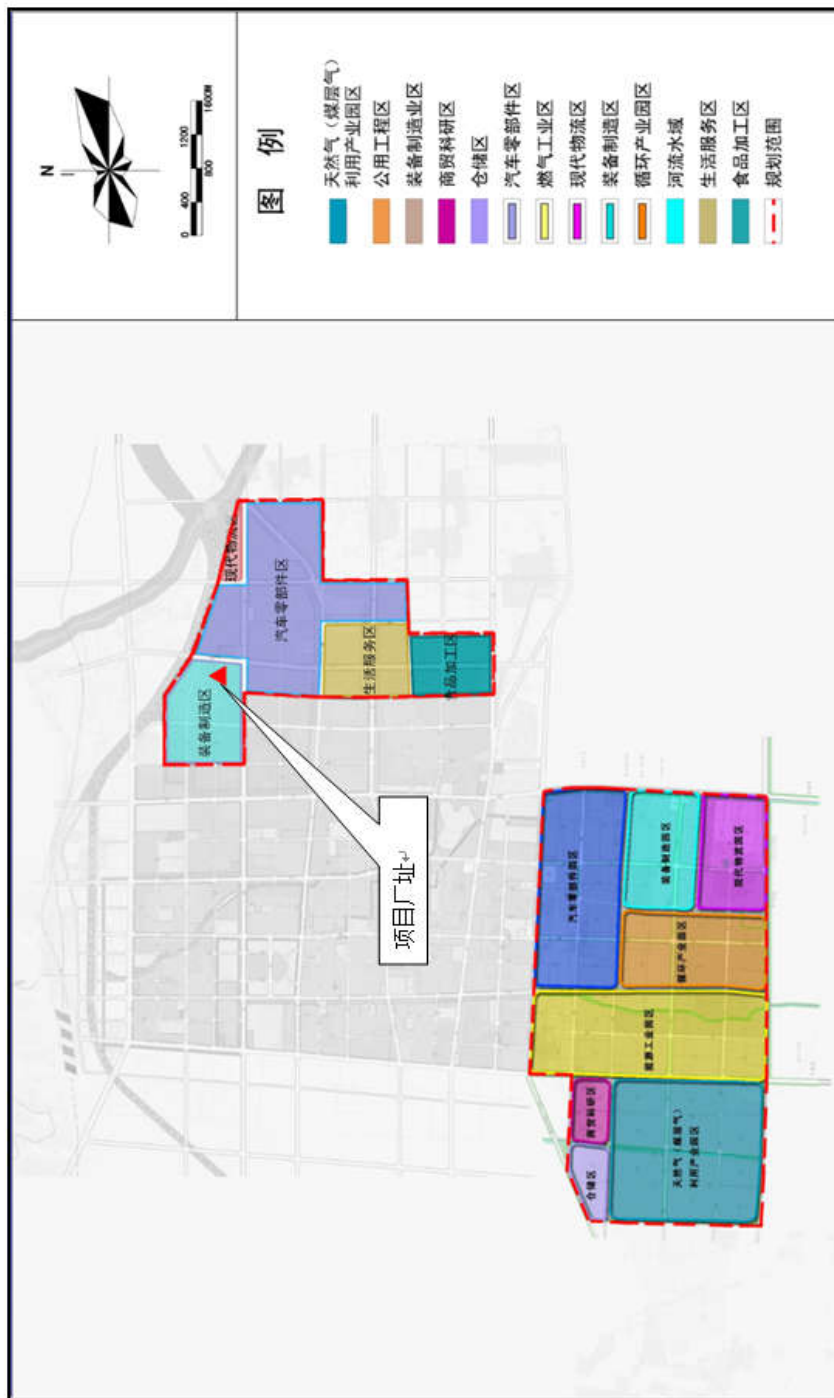 N
0 400 800 1200 1600M
图 例
天然气（煤层气）
利用产业园区
公用工程区
装备制造业区
商贸科研区
仓储区
汽车零部件区
燃气工业区
现代物流区
装备制造区
循环产业园区
河流水域
生活服务区
食品加工区
规划范围
装备制造区
现代物流区
汽车零部件区
生活服务区
食品加工区
项目厂址
汽车零部件园区
装备制造园区
现代物流园区
循环产业园区
能源工业园区
商贸科研区
仓储区
天然气（煤层气）
利用产业园区